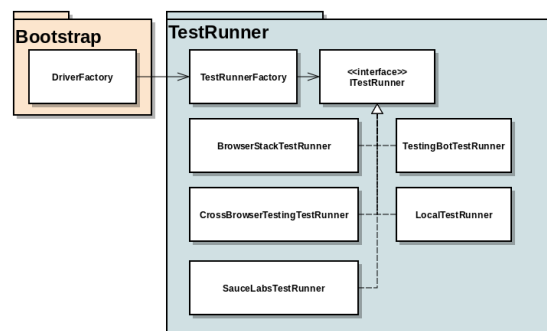 Bootstrap
TestRunner
DriverFactory
TestRunnerFactory
<<interface>>
ITestRunner
BrowserStackTestRunner
TestingBotTestRunner
CrossBrowserTestingTestRunner
LocalTestRunner
SauceLabsTestRunner